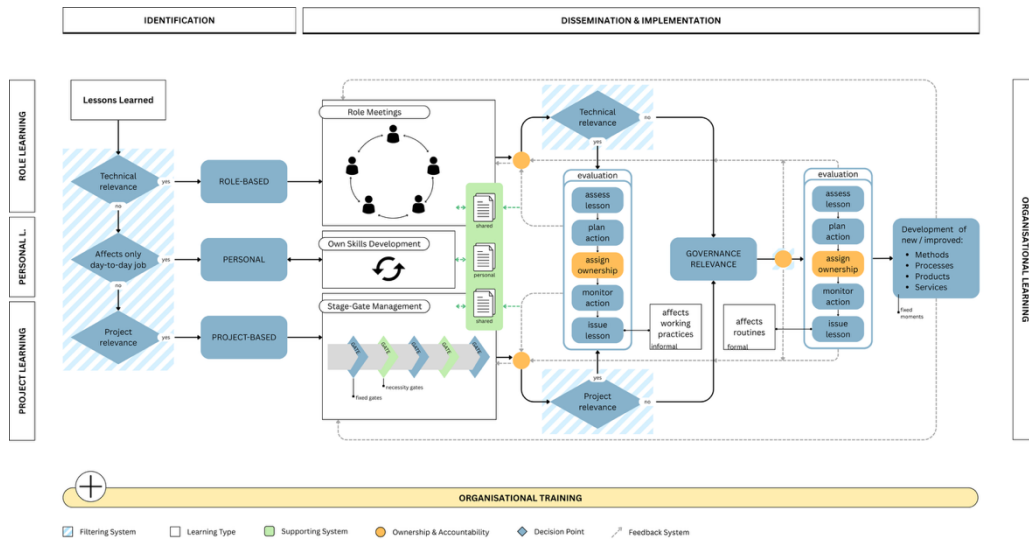 IDENTIFICATION
DISSEMINATION & IMPLEMENTATION
ROLE LEARNING
PERSONAL L.
PROJECT LEARNING
Lessons Learned
Technical
relevance
yes
no
ROLE-BASED
Affects only
day-to-day job
yes
no
PERSONAL
Project
relevance
yes
PROJECT-BASED
Role Meetings
shared
Own Skills Development
personal
Stage-Gate Management
shared
GATE
GATE
GATE
GATE
GATE
necessity gates
fixed gates
Technical
relevance
no
yes
evaluation
assess
lesson
plan
action
assign
ownership
monitor
action
issue
lesson
yes
Project
relevance
no
affects
working
practices
informal
GOVERNANCE
RELEVANCE
affects
routines
formal
evaluation
assess
lesson
plan
action
assign
ownership
monitor
action
issue lesson
Development of
new / improved:
• Methods
• Processes
• Products
• Services
fixed
moments
ORGANISATIONAL LEARNING
ORGANISATIONAL TRAINING
Filtering System
Learning Type
Supporting System
Ownership & Accountability
Decision Point
Feedback System